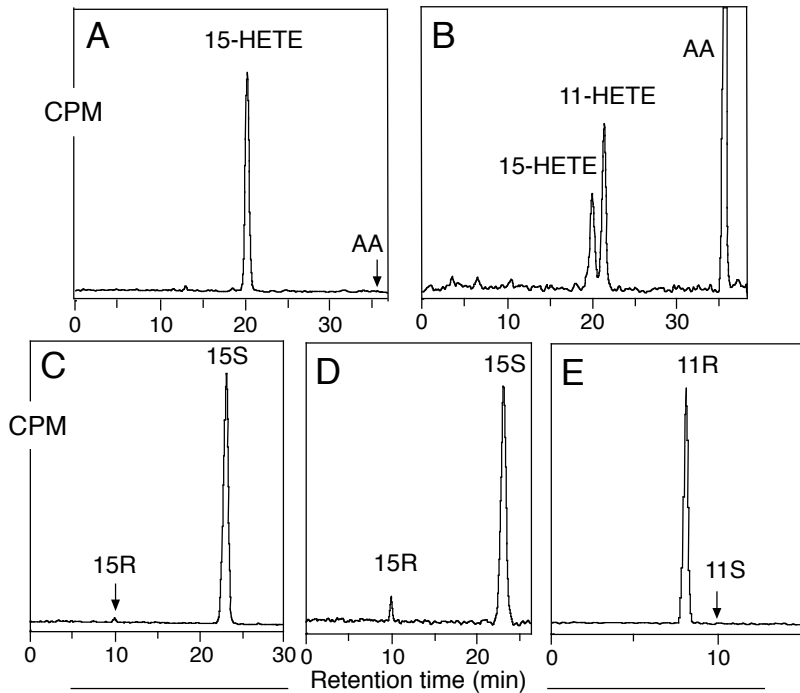 A
15-HETE
CPM
AA
0 10 20 30
B
AA
11-HETE
15-HETE
0 10 20 30
C
15S
CPM
15R
0 10 20 30
D
15S
15R
0 10 20
E
11R
11S
0 10
Retention time (min)